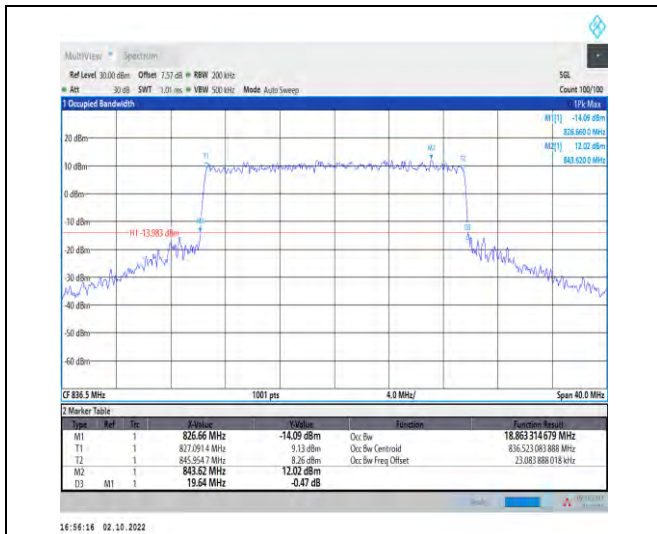 MultiView Spectrum
Ref Level 30.00 dBm Offset 7.57 dB RBW 200 kHz SGL
Att 30 dB SWT 1.01 ms VBW 500 kHz Mode Auto Sweep Count 100/100
1 Occupied Bandwidth 1Pk Max
M1[1] -14.09 dBm
826.660 0 MHz
M2[1] 12.02 dBm
843.620 0 MHz
20 dBm
M2
T1 T2
10 dBm
0 dBm
-10 dBm
H1 -13.983 dBm
-20 dBm
-30 dBm
-40 dBm
-50 dBm
-60 dBm
CF 836.5 MHz 1001 pts 4.0 MHz/ Span 40.0 MHz
2 Marker Table
Type Ref Trc X-Value Y-Value Function Function Result
M1 1 826.66 MHz -14.09 dBm Occ Bw 18.863 314 679 MHz
T1 1 827.091 4 MHz 9.13 dBm Occ Bw Centroid 836.523 083 888 MHz
T2 1 845.954 7 MHz 8.26 dBm Occ Bw Freq Offset 23.083 888 018 kHz
M2 1 843.62 MHz 12.02 dBm
D3 M1 1 19.64 MHz -0.47 dB
16:56:16 02.10.2022